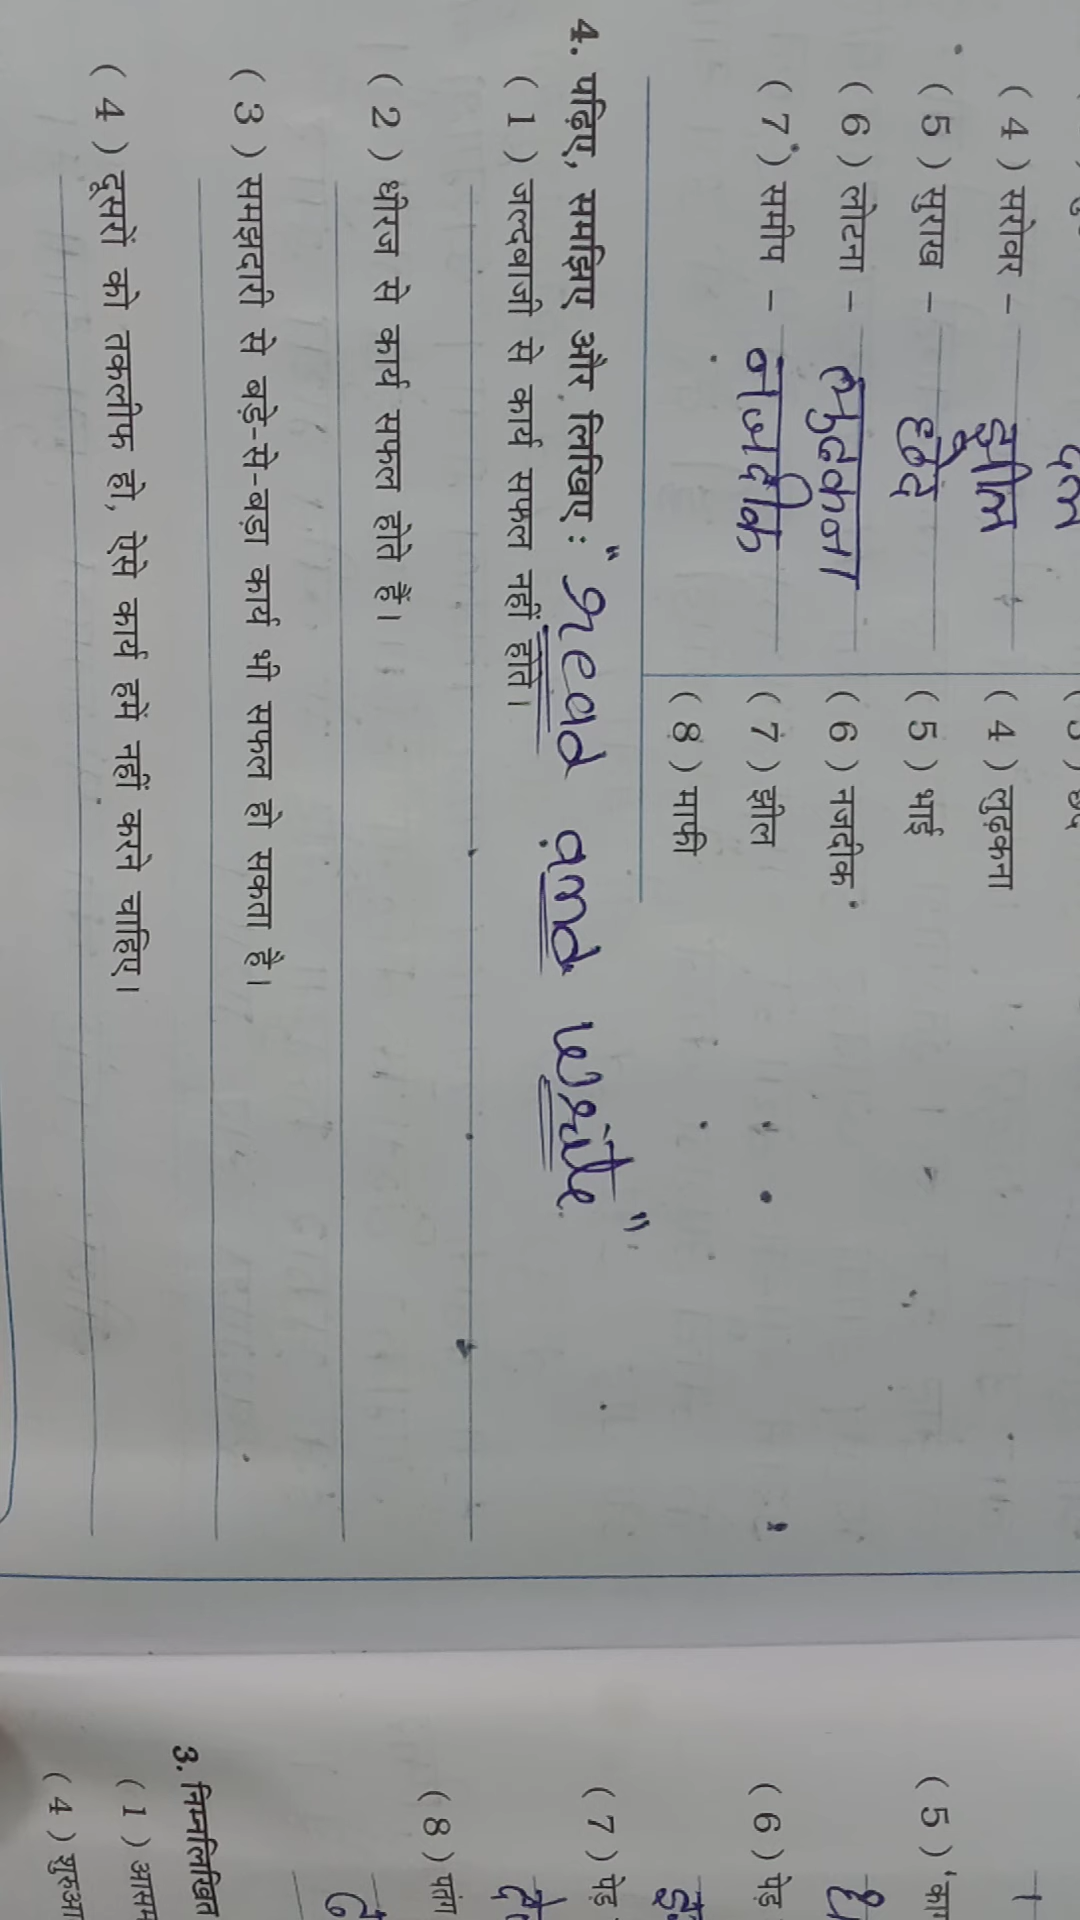 ( 4 ) सरोवर - झील ( 4 ) लुढ़कना
( 5 ) सुराख - छेद ( 5 ) भाई
( 6 ) लोटना - लुढकना ( 6 ) नजदीक
( 7 ) समीप - नजदीक ( 7 ) झील
( 8 ) माफी
4. पढ़िए, समझिए और लिखिए : "read and write"
( 1 ) जल्दबाजी से कार्य सफल नहीं होते।
( 2 ) धीरज से कार्य सफल होते हैं।
( 3 ) समझदारी से बड़े-से-बड़ा कार्य भी सफल हो सकता है।
( 4 ) दूसरों को तकलीफ हो, ऐसे कार्य हमें नहीं करने चाहिए।
( 5 )
( 6 ) पेड़
( 7 ) पेड़
( 8 ) पतंग
3. निम्नलिखित
( 1 )
( 4 )